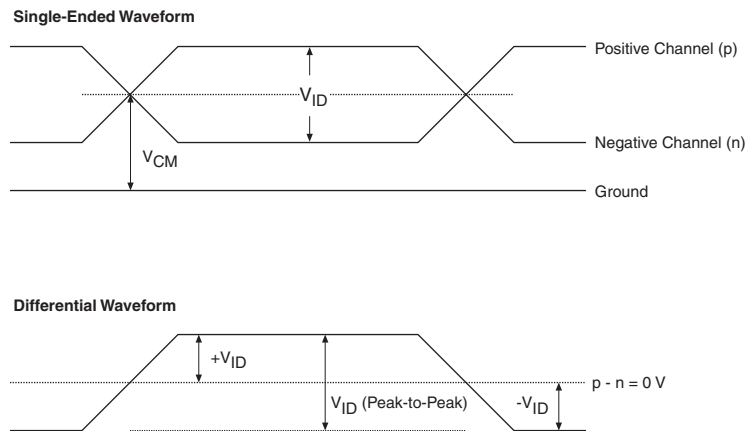 Single-Ended Waveform
Positive Channel (p)
VID
Negative Channel (n)
VCM
Ground
Differential Waveform
+VID
p - n = 0 V
VID (Peak-to-Peak)
-VID